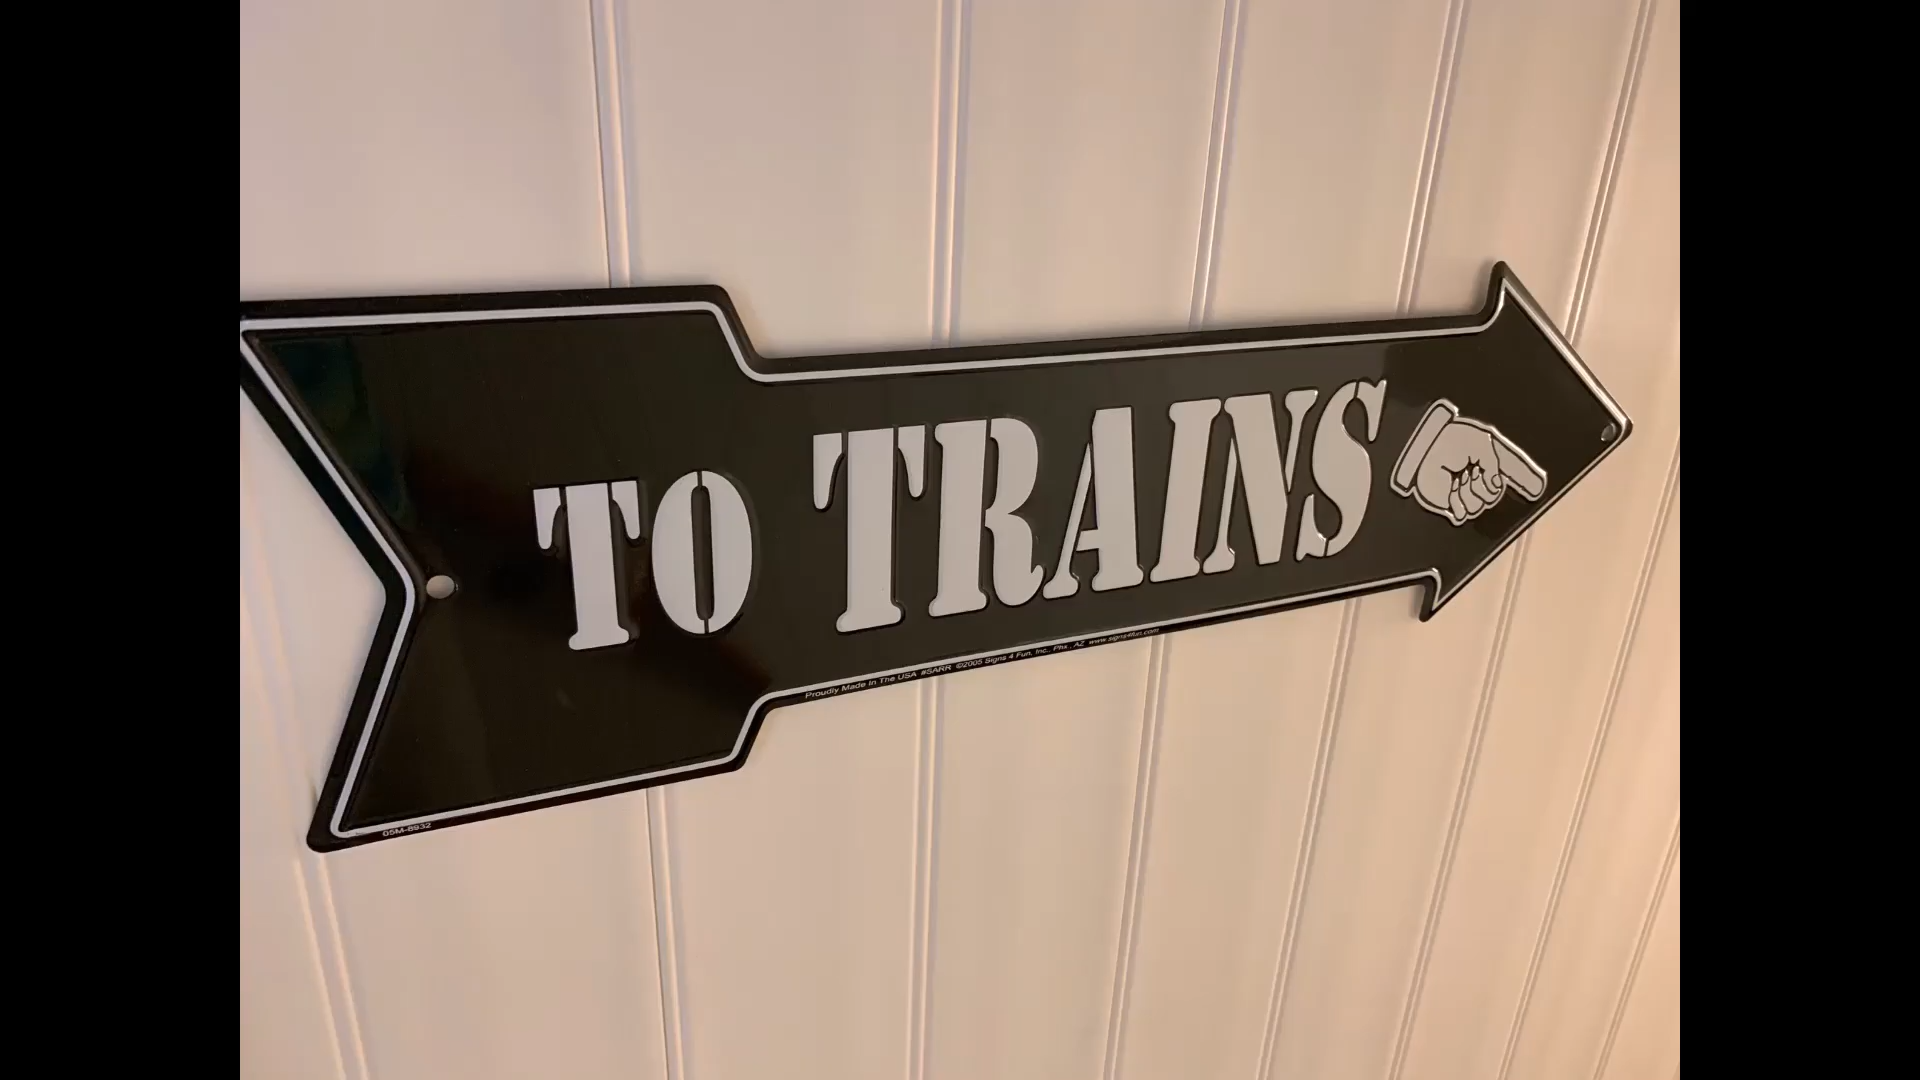 TO TRAINS
Proudly Made In The USA #SARR ©2005 Signs 4 Fun, Inc., Phx., AZ www.signs4fun.com
05M-8932